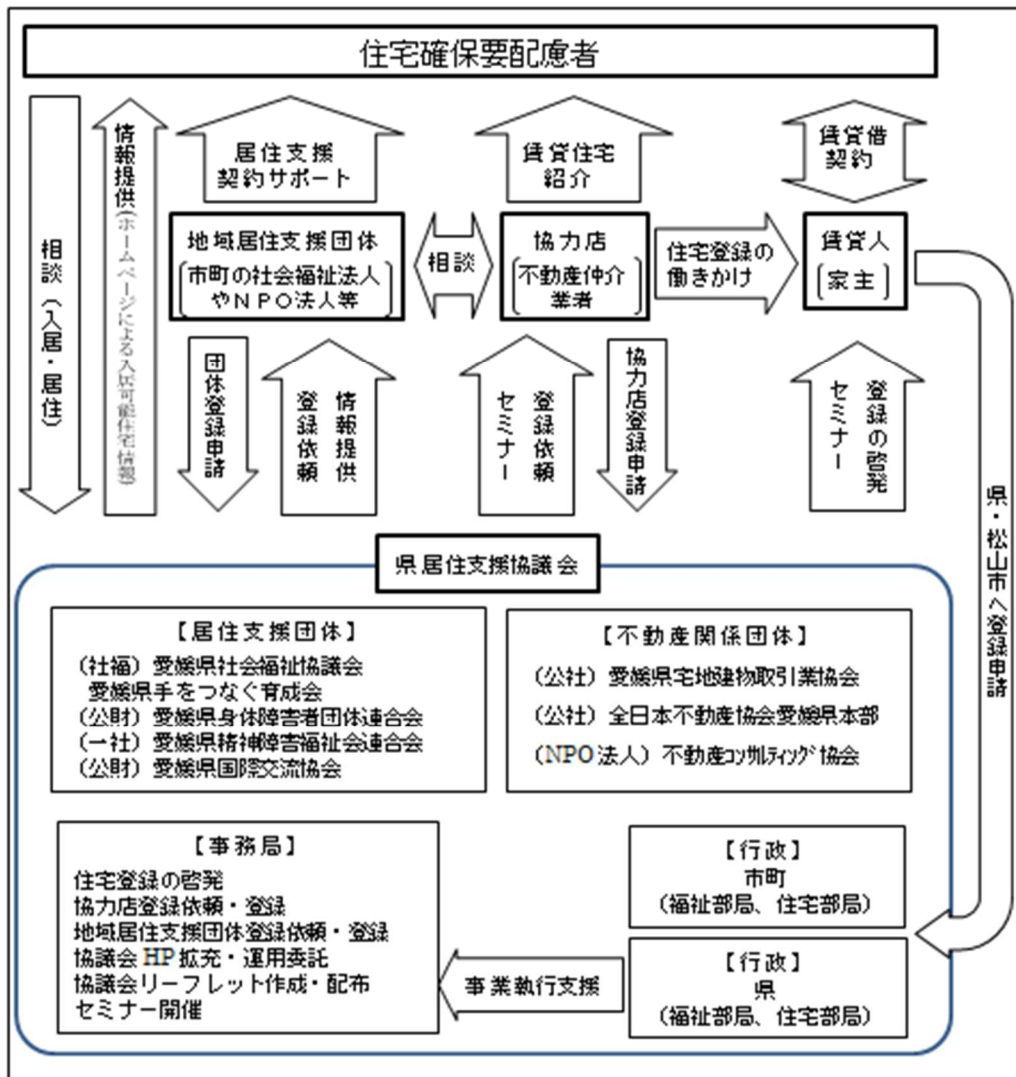 住宅確保要配慮者
相談（入居・居住）
情報提供(ホームページによる入居可能住宅情報)
居住支援
契約サポート
賃貸住宅
紹介
賃貸借
契約
地域居住支援団体
市町の社会福祉法人
やＮＰＯ法人等
相談
協力店
不動産仲介
業者
住宅登録の
働きかけ
賃貸人
家主
団体登録申請
情報提供
登録依頼
登録依頼
セミナー
協力店登録申請
登録の啓発
セミナー
県・松山市へ登録申請
県居住支援協議会
【居住支援団体】
（社福）愛媛県社会福祉協議会
愛媛県手をつなぐ育成会
（公財）愛媛県身体障害者団体連合会
（一社）愛媛県精神障害福祉会連合会
（公財）愛媛県国際交流協会
【不動産関係団体】
（公社）愛媛県宅地建物取引業協会
（公社）全日本不動産協会愛媛県本部
（NPO法人）不動産ｺﾝｻﾙﾃｨﾝｸﾞ協会
【事務局】
住宅登録の啓発
協力店登録依頼・登録
地域居住支援団体登録依頼・登録
協議会HP拡充・運用委託
協議会リーフレット作成・配布
セミナー開催
【行政】
市町
（福祉部局、住宅部局）
事業執行支援
【行政】
県
（福祉部局、住宅部局）